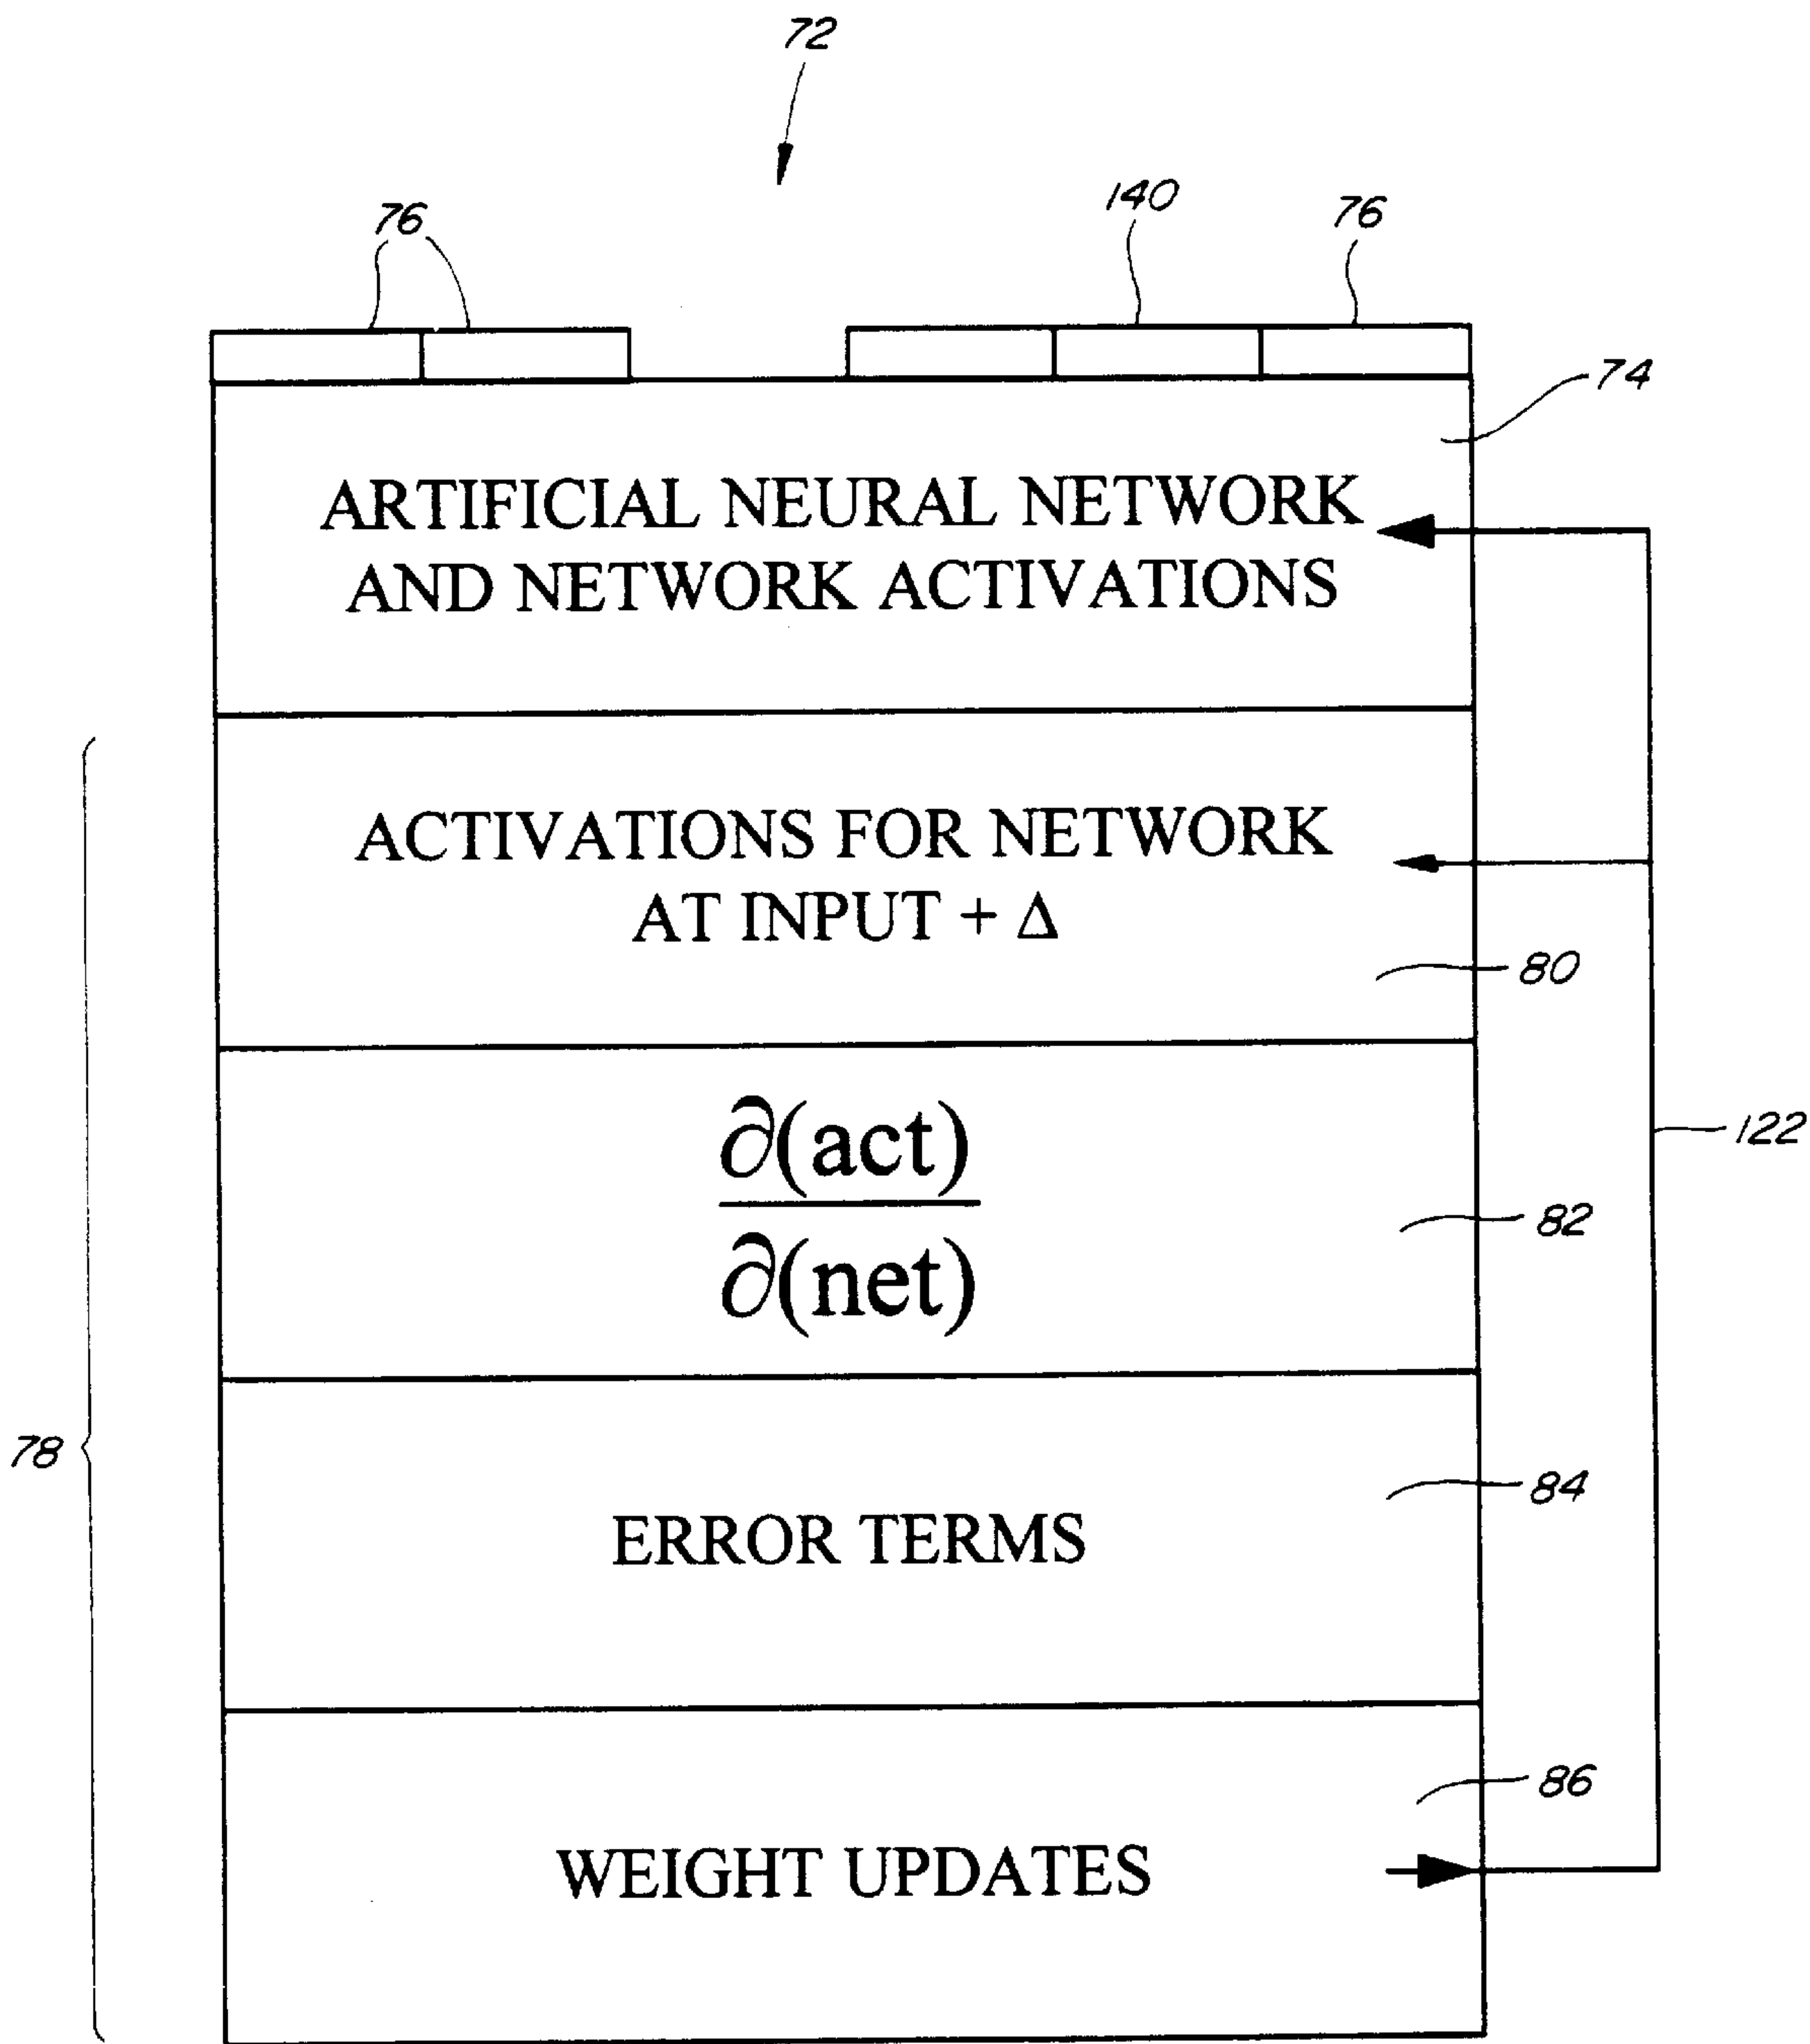 72
76
140
76
74
ARTIFICIAL NEURAL NETWORK
AND NETWORK ACTIVATIONS
ACTIVATIONS FOR NETWORK
AT INPUT + Δ
80
∂(act)
∂(net)
122
82
78
84
ERROR TERMS
86
WEIGHT UPDATES